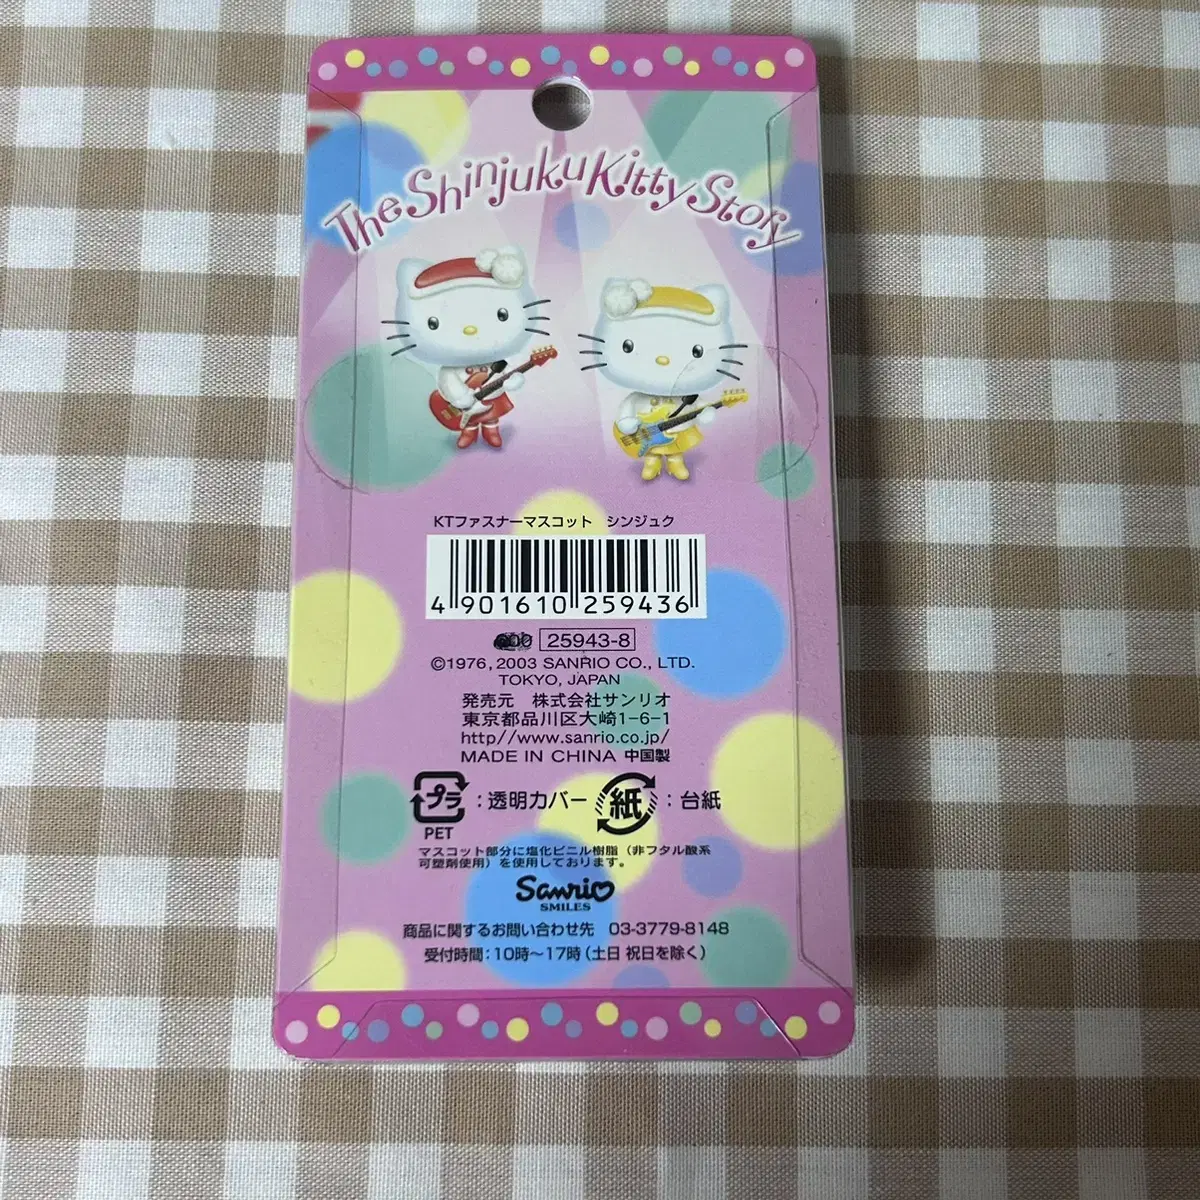 The Shinjuku Kitty Story
KTファスナーマスコット シンジュク
4 901610 259436
25943-8
©1976, 2003 SANRIO CO., LTD.
TOKYO, JAPAN
発売元 株式会社サンリオ
東京都品川区大崎1-6-1
http//www.sanrio.co.jp/
MADE IN CHINA 中国製
プラ : 透明カバー 紙 : 台紙
PET
マスコット部分に塩化ビニル樹脂（非フタル酸系
可塑剤使用）を使用しております。
Sanrio
SMILES
商品に関するお問い合わせ先 03-3779-8148
受付時間：10時～17時（土日 祝日を除く）